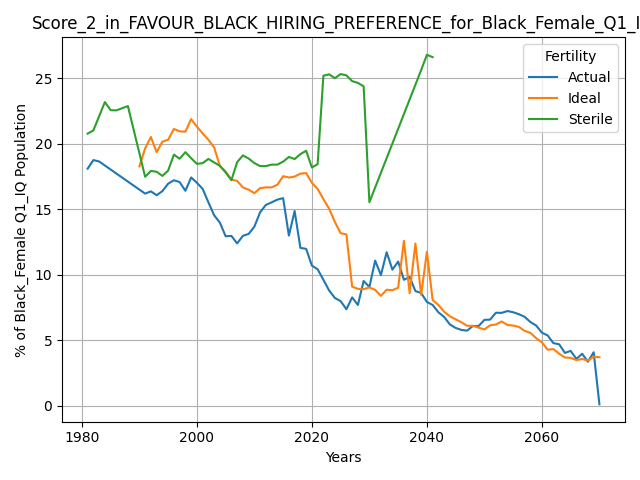 Score_2_in_FAVOUR_BLACK_HIRING_PREFERENCE_for_Black_Female_Q1_I
Fertility
Actual
Ideal
Sterile
% of Black_Female Q1_IQ Population
25
20
15
10
5
0
1980 2000 2020 2040 2060
Years